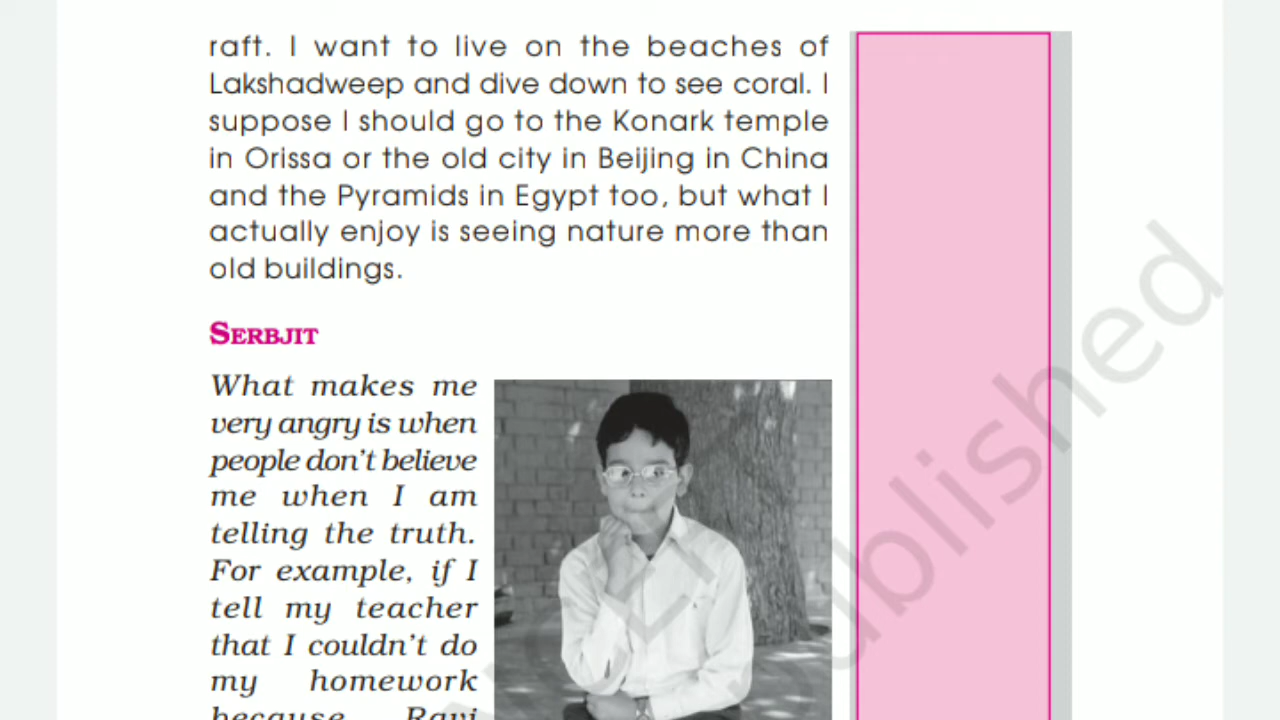 raft. I want to live on the beaches of
Lakshadweep and dive down to see coral. I
suppose I should go to the Konark temple
in Orissa or the old city in Beijing in China
and the Pyramids in Egypt too, but what I
actually enjoy is seeing nature more than
old buildings.
SERBJIT
What makes me
very angry is when
people don't believe
me when I am
telling the truth.
For example, if I
tell my teacher
that I couldn't do
my homework
because Ravi